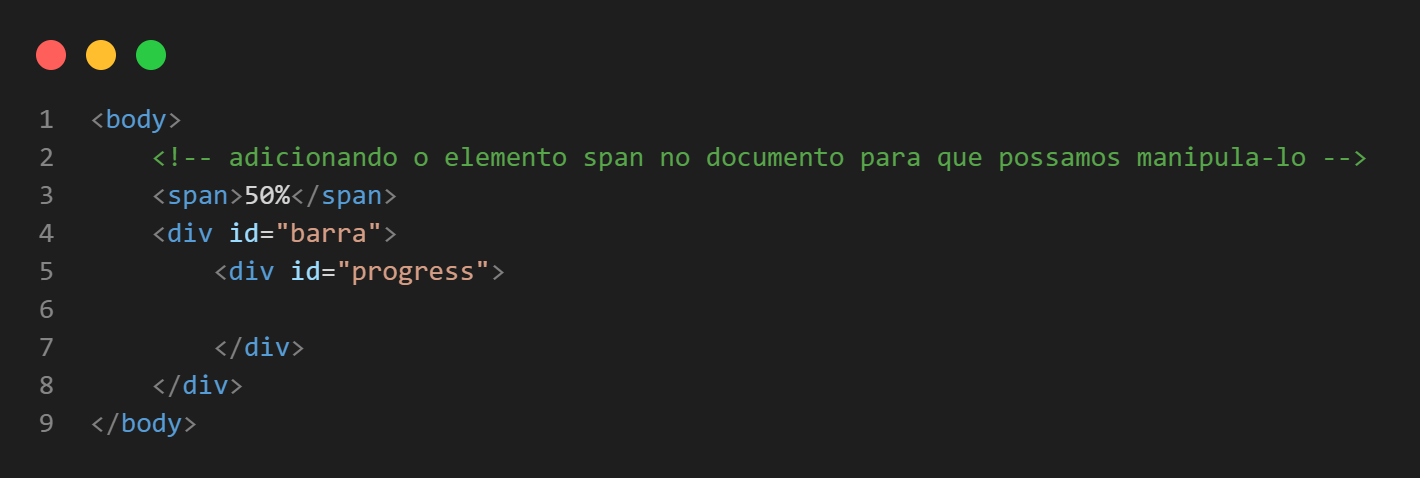 1 <body>
2 <!-- adicionando o elemento span no documento para que possamos manipula-lo -->
3 <span>50%</span>
4 <div id="barra">
5 <div id="progress">
6
7 </div>
8 </div>
9 </body>